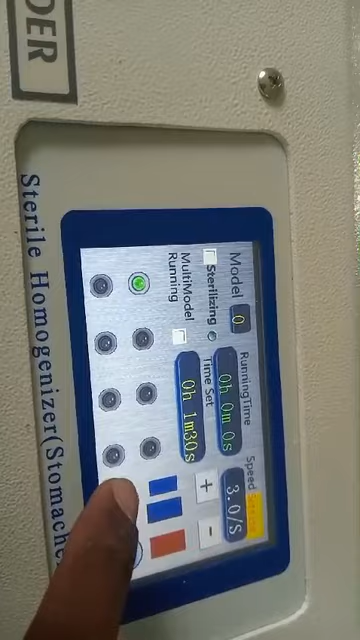 DER
Model 0
RunningTime
0h 0m 0s
Speed
3.0/S
Sterilizing
Time Set
0h 1m30s
+
-
MultiModel
Running
Sterile Homogenizer(Stomache